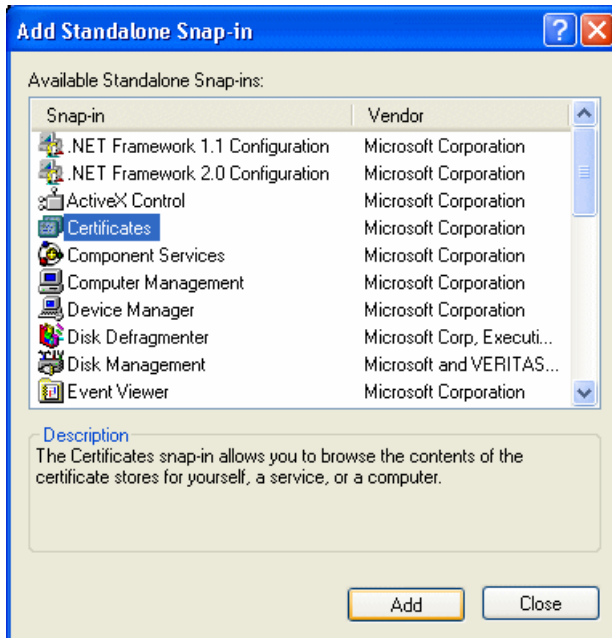 Add Standalone Snap-in
Available Standalone Snap-ins:
Snap-in Vendor
.NET Framework 1.1 Configuration Microsoft Corporation
.NET Framework 2.0 Configuration Microsoft Corporation
ActiveX Control Microsoft Corporation
Certificates Microsoft Corporation
Component Services Microsoft Corporation
Computer Management Microsoft Corporation
Device Manager Microsoft Corporation
Disk Defragmenter Microsoft Corp, Executi...
Disk Management Microsoft and VERITAS...
Event Viewer Microsoft Corporation
Description
The Certificates snap-in allows you to browse the contents of the
certificate stores for yourself, a service, or a computer.
Add Close